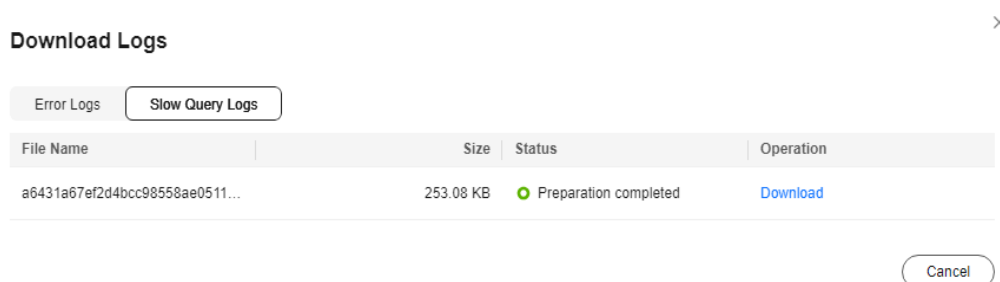 Download Logs
Error Logs Slow Query Logs
File Name Size Status Operation
a6431a67ef2d4bcc98558ae0511... 253.08 KB Preparation completed Download
Cancel